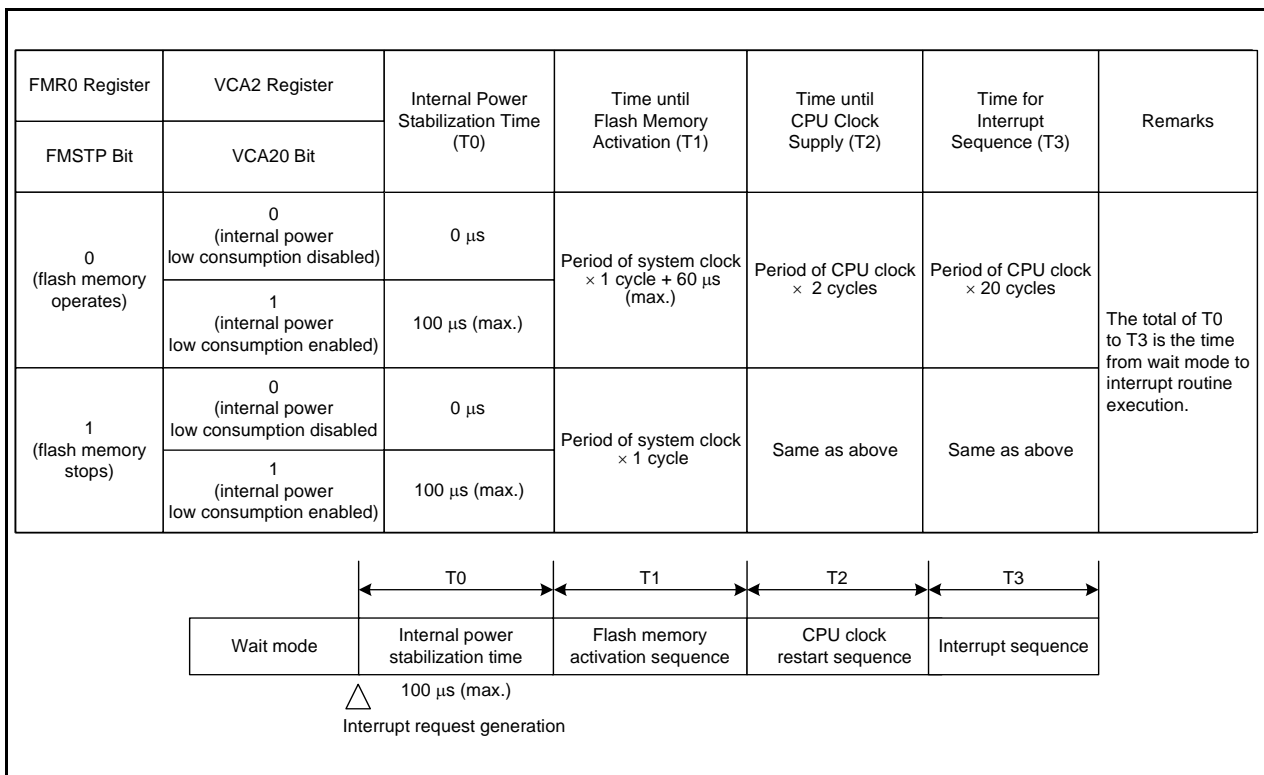 FMR0 Register
VCA2 Register
Internal Power
Stabilization Time
(T0)
Time until
Flash Memory
Activation (T1)
Time until
CPU Clock
Supply (T2)
Time for
Interrupt
Sequence (T3)
Remarks
FMSTP Bit
VCA20 Bit
0
(flash memory
operates)
0
(internal power
low consumption disabled)
0 μs
Period of system clock
× 1 cycle + 60 μs
(max.)
Period of CPU clock
× 2 cycles
Period of CPU clock
× 20 cycles
The total of T0
to T3 is the time
from wait mode to
interrupt routine
execution.
1
(internal power
low consumption enabled)
100 μs (max.)
1
(flash memory
stops)
0
(internal power
low consumption disabled
0 μs
Period of system clock
× 1 cycle
Same as above
Same as above
1
(internal power
low consumption enabled)
100 μs (max.)
T0
T1
T2
T3
Wait mode
Internal power
stabilization time
Flash memory
activation sequence
CPU clock
restart sequence
Interrupt sequence
100 μs (max.)
Interrupt request generation